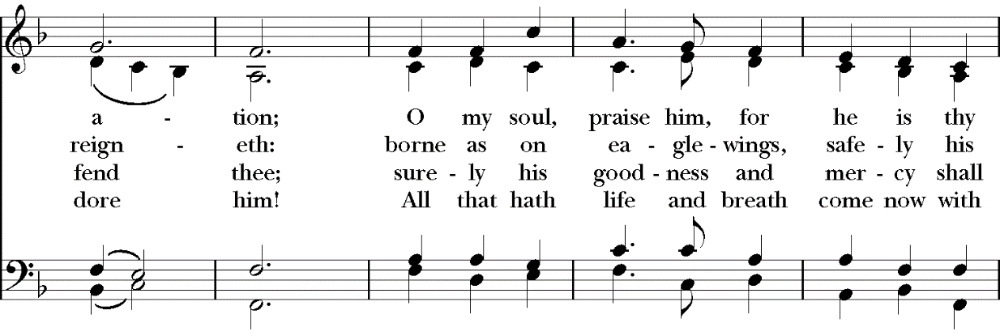 a - tion; O my soul, praise him, for he is thy
reign - eth: borne as on ea - gle - wings, safe - ly his
fend thee; sure - ly his good - ness and mer - cy shall
dore him! All that hath life and breath come now with